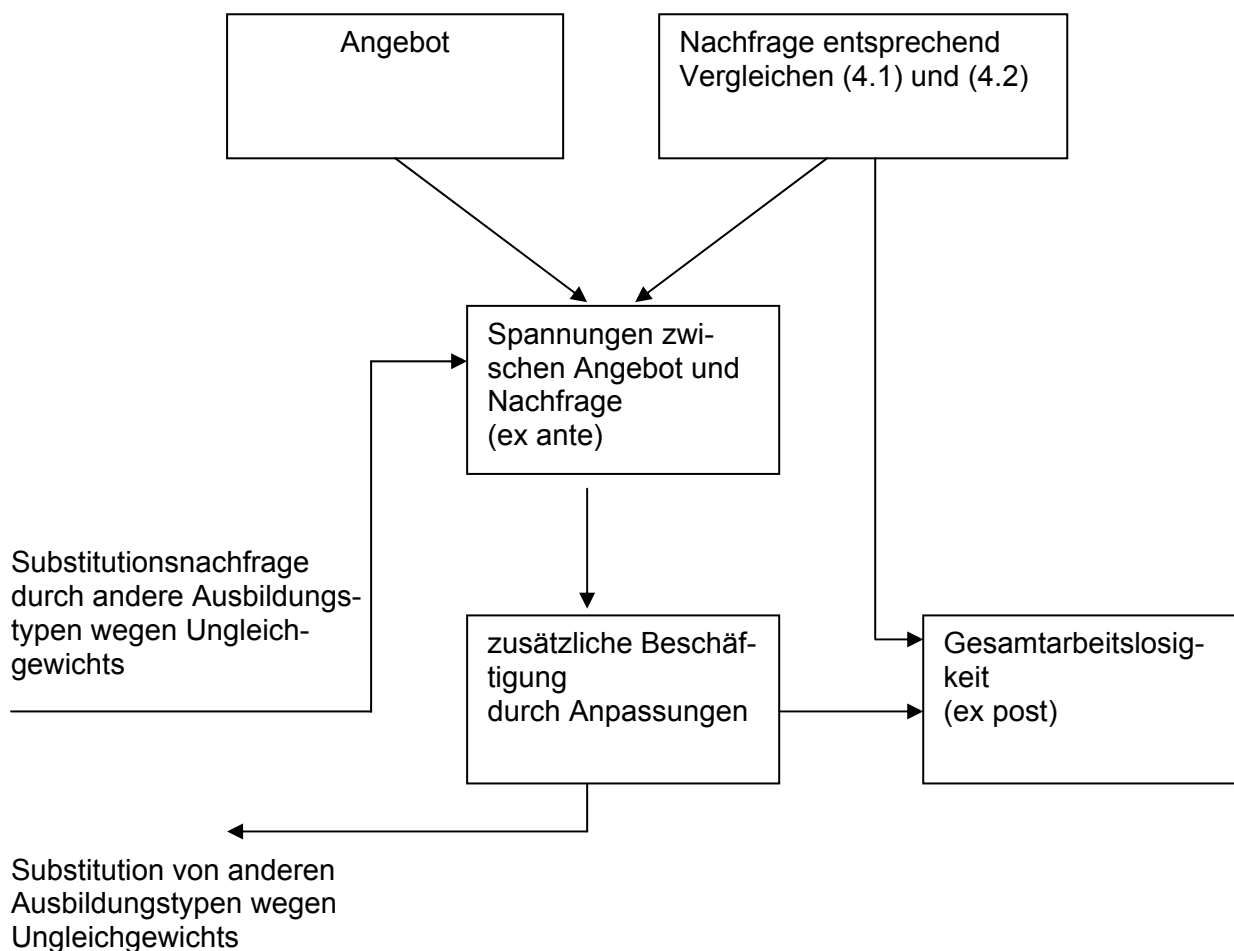 Angebot
Nachfrage entsprechend
Vergleichen (4.1) und (4.2)
Spannungen zwi-
schen Angebot und
Nachfrage
(ex ante)
Substitutionsnachfrage
durch andere Ausbildungs-
typen wegen Ungleich-
gewichts
zusätzliche Beschäf-
tigung
durch Anpassungen
Gesamtarbeitslosig-
keit
(ex post)
Substitution von anderen
Ausbildungstypen wegen
Ungleichgewichts